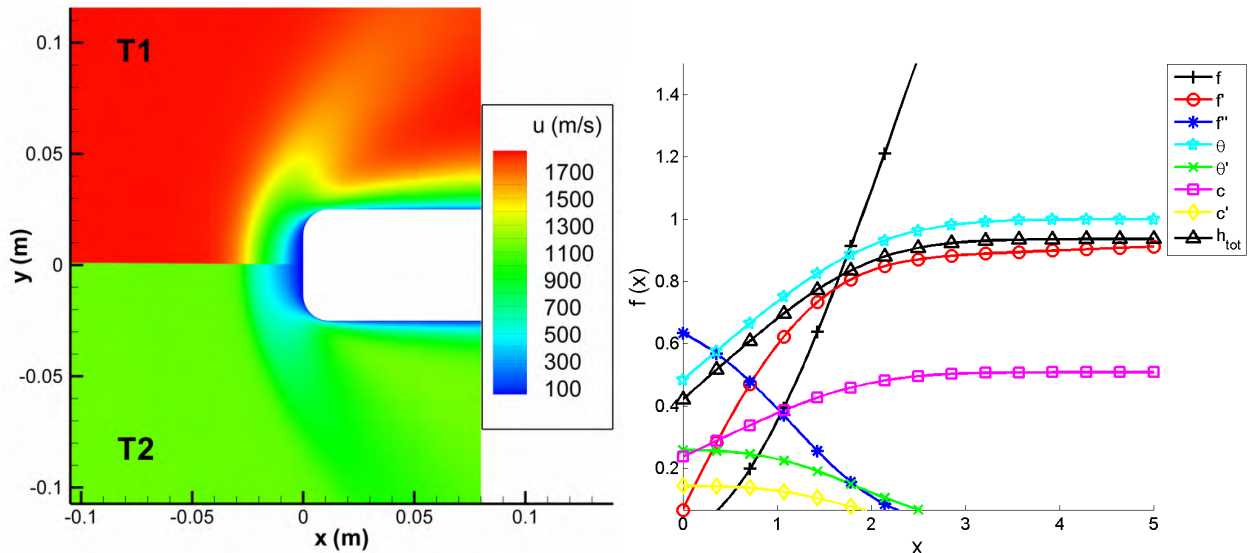 T1
T2
0.1
0.05
0
-0.05
-0.1
y (m)
-0.1
-0.05
0
0.05
0.1
x (m)
u (m/s)
1700
1500
1300
1100
900
700
500
300
100
1.4
1.2
1
0.8
0.6
0.4
0.2
f (x)
0
1
2
3
4
5
x
f
f'
f''
θ
θ'
c
c'
h_tot